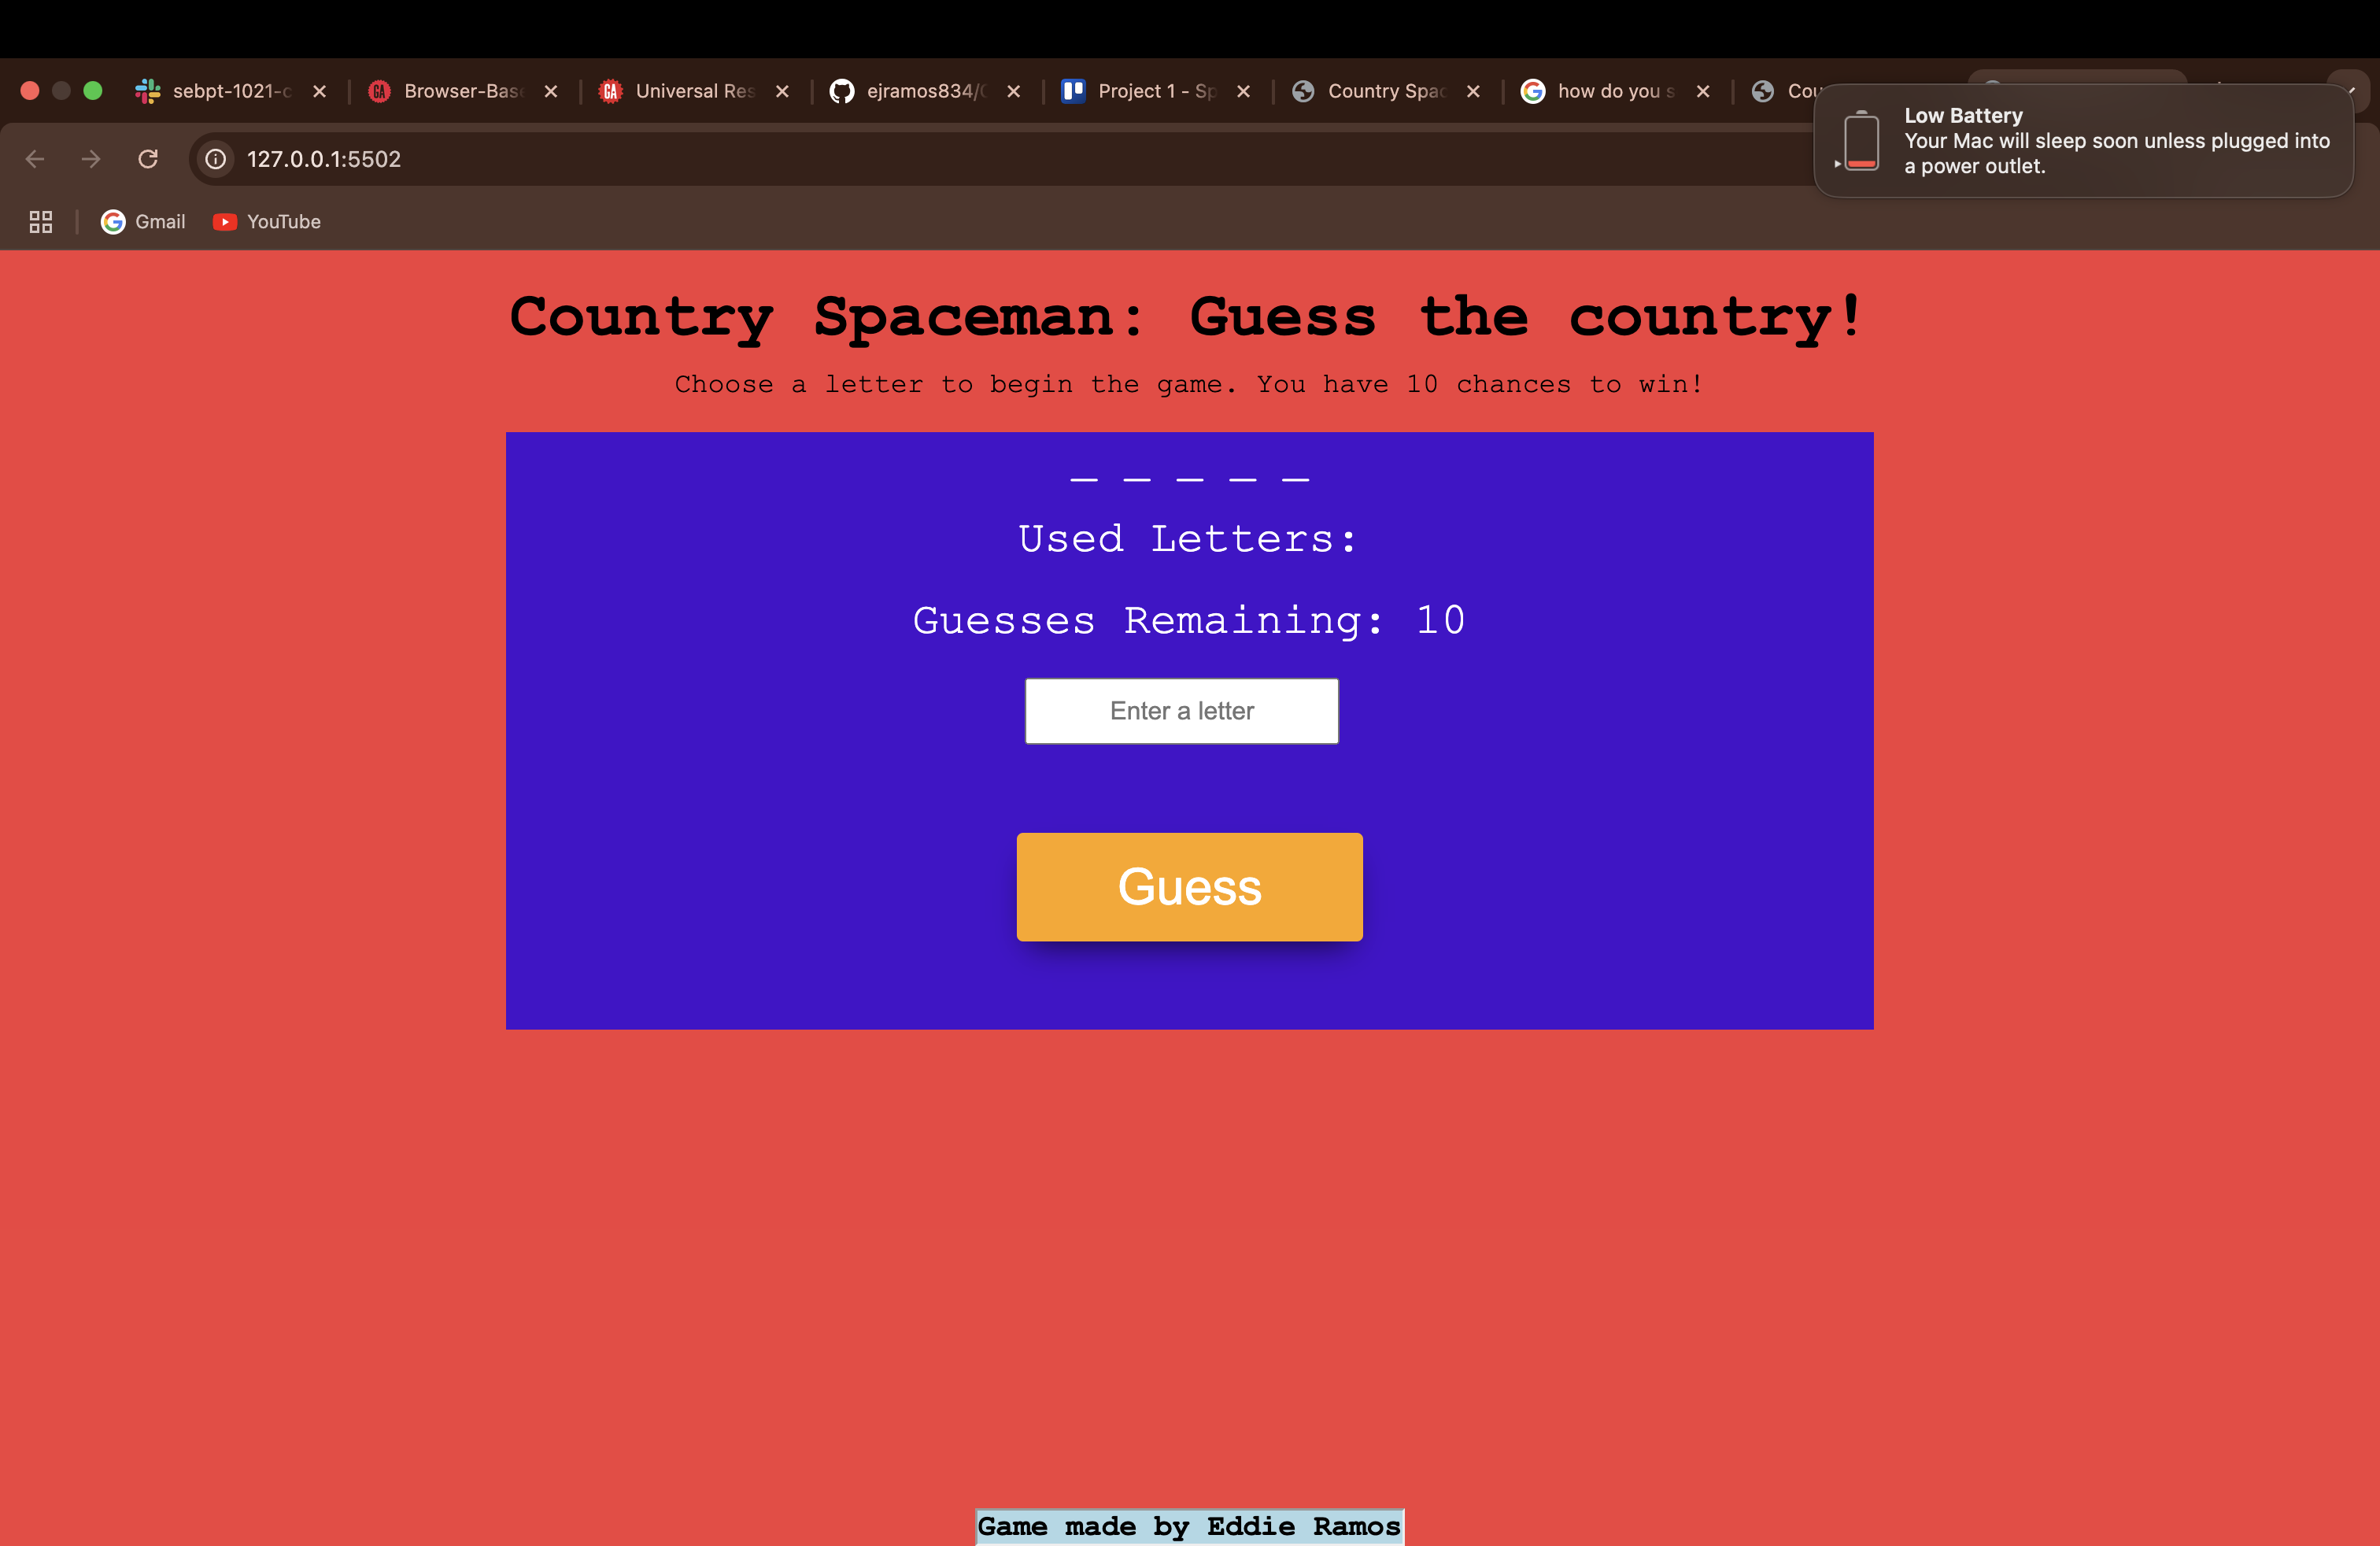 sebpt-1021-c
Browser-Base
Universal Res
ejramos834/
Project 1 - Sp
Country Spac
how do you s
Cou
Low Battery
Your Mac will sleep soon unless plugged into
a power outlet.
127.0.0.1:5502
Gmail
YouTube
Country Spaceman: Guess the country!
Choose a letter to begin the game. You have 10 chances to win!
_ _ _ _ _
Used Letters:
Guesses Remaining: 10
Enter a letter
Guess
Game made by Eddie Ramos